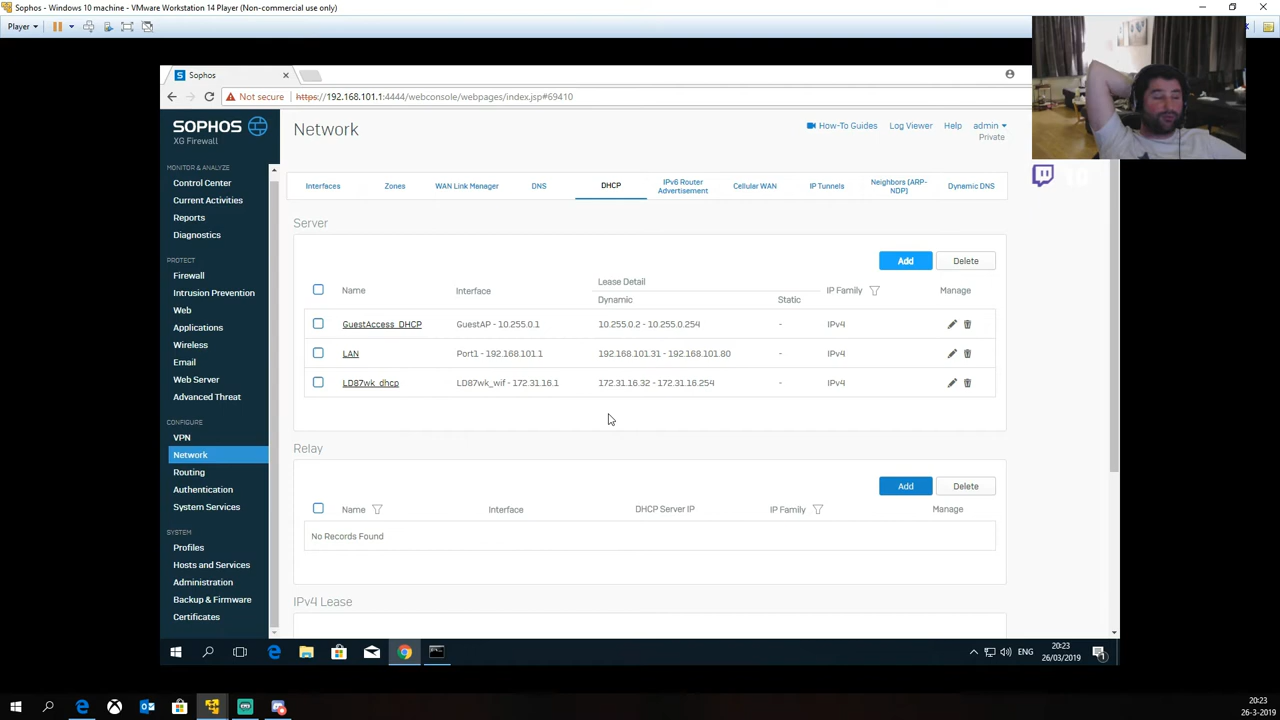 Sophos - Windows 10 machine - VMware Workstation 14 Player (Non-commercial use only)
Player
Sophos
Not secure https://192.168.101.1:4444/webconsole/webpages/index.jsp#69410
SOPHOS
XG Firewall
Network
How-To Guides Log Viewer Help admin
Private
MONITOR & ANALYZE
Control Center
Current Activities
Reports
Diagnostics
PROTECT
Firewall
Intrusion Prevention
Web
Applications
Wireless
Email
Web Server
Advanced Threat
CONFIGURE
VPN
Network
Routing
Authentication
System Services
SYSTEM
Profiles
Hosts and Services
Administration
Backup & Firmware
Certificates
Interfaces Zones WAN Link Manager DNS DHCP IPv6 Router Advertisement Cellular WAN IP Tunnels Neighbors (ARP-NDP) Dynamic DNS
Server
Add Delete
Name Interface Lease Detail IP Family Manage
Dynamic Static
GuestAccess_DHCP GuestAP - 10.255.0.1 10.255.0.2 - 10.255.0.254 - IPv4
LAN Port1 - 192.168.101.1 192.168.101.31 - 192.168.101.80 - IPv4
LD87wk_dhcp LD87wk_wif - 172.31.16.1 172.31.16.32 - 172.31.16.254 - IPv4
Relay
Add Delete
Name Interface DHCP Server IP IP Family Manage
No Records Found
IPv4 Lease
ENG
20:23
26/03/2019
20:23
26-3-2019